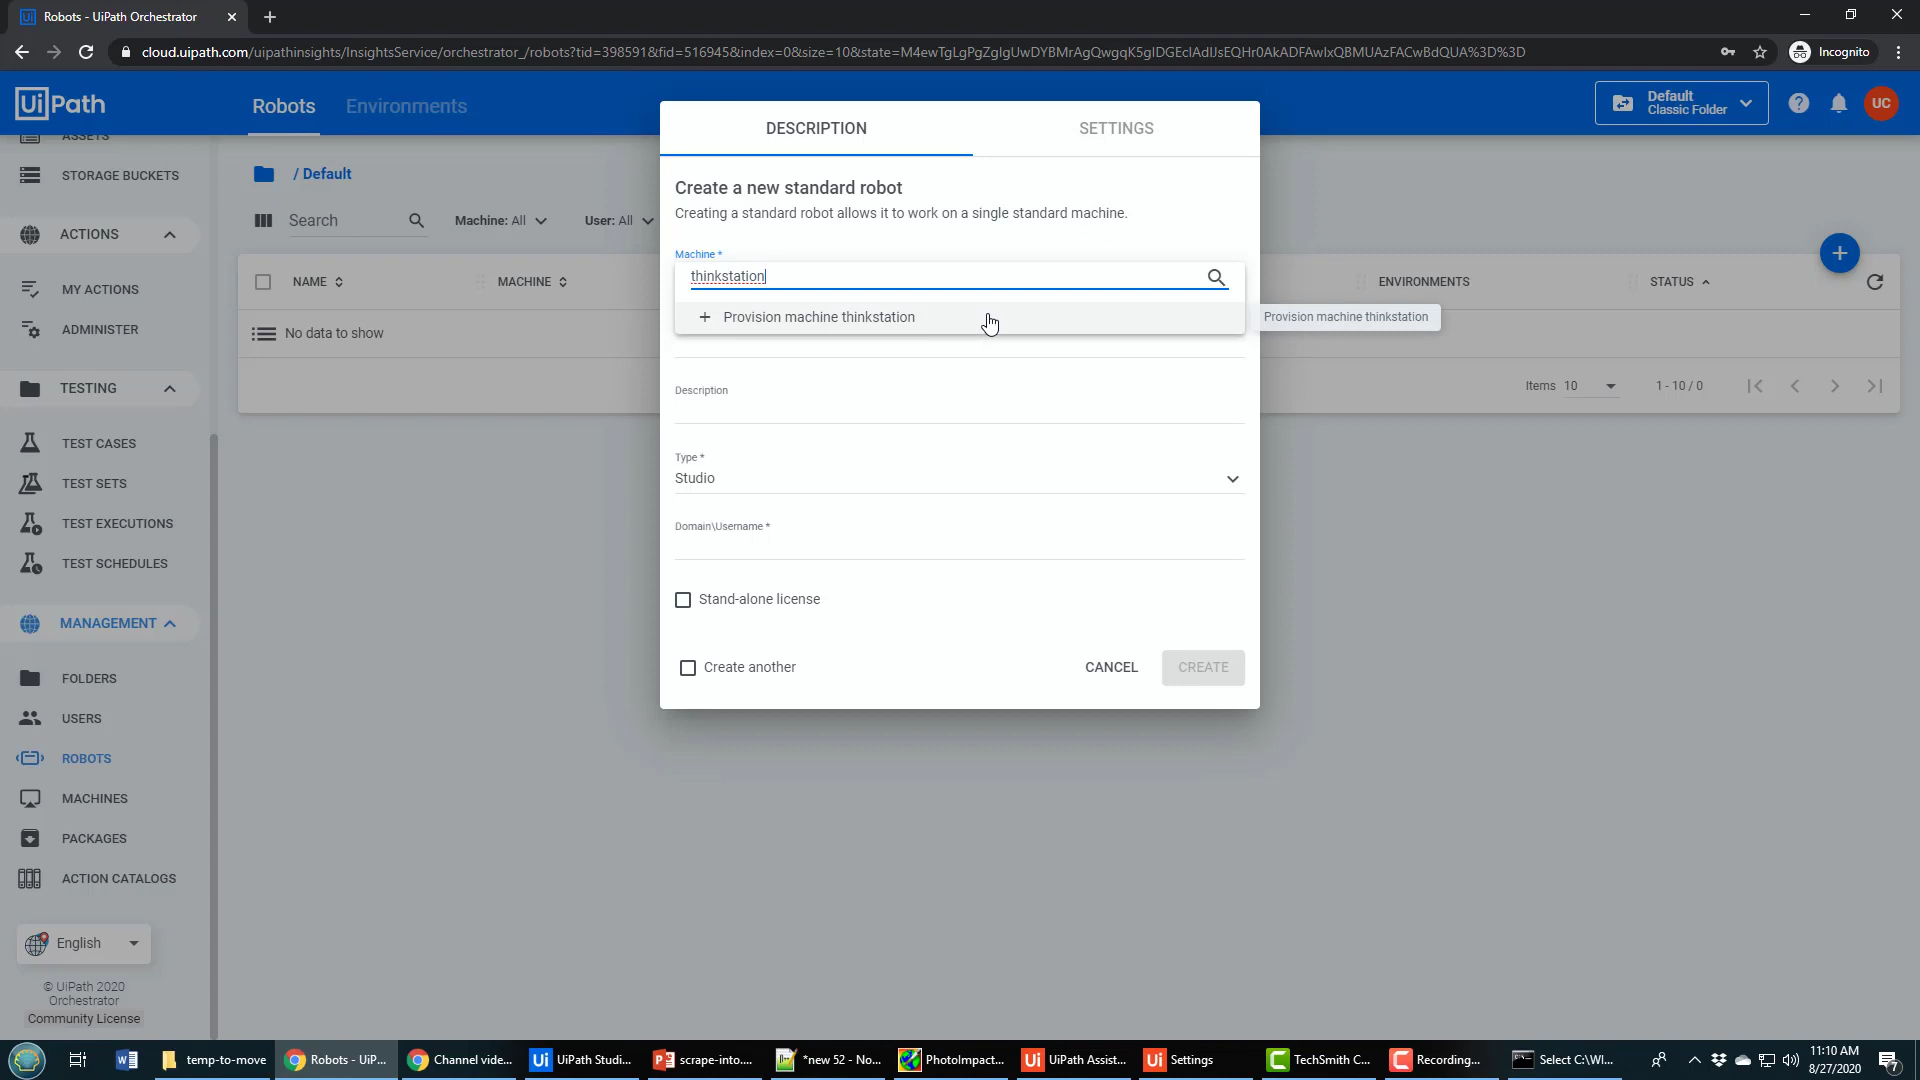 Robots - UiPath Orchestrator
cloud.uipath.com/uipathinsights/InsightsService/orchestrator_/robots?tid=398591&fid=516945&index=0&size=10&state=M4ewTgLgPgZglgUwDYBMrAgQwgqK5glDGEclAdIJsEQHr0AkADFAwlxQBMUAzFACwBdQUA%3D%3D
Incognito
UiPath
Robots
Environments
Default
Classic Folder
UC
ASSETS
STORAGE BUCKETS
ACTIONS
MY ACTIONS
ADMINISTER
TESTING
TEST CASES
TEST SETS
TEST EXECUTIONS
TEST SCHEDULES
MANAGEMENT
FOLDERS
USERS
ROBOTS
MACHINES
PACKAGES
ACTION CATALOGS
English
© UiPath 2020
Orchestrator
Community License
/ Default
Search
Machine: All
User: All
NAME
MACHINE
ENVIRONMENTS
STATUS
No data to show
Items 10
1 - 10 / 0
DESCRIPTION
SETTINGS
Create a new standard robot
Creating a standard robot allows it to work on a single standard machine.
Machine *
thinkstation
+ Provision machine thinkstation
Provision machine thinkstation
Description
Type *
Studio
Domain\Username *
Stand-alone license
Create another
CANCEL
CREATE
temp-to-move
Robots - UiP...
Channel vide...
UiPath Studi...
scrape-into....
*new 52 - No...
PhotoImpact...
UiPath Assist...
Settings
TechSmith C...
Recording...
Select C:\WI...
11:10 AM
8/27/2020
7